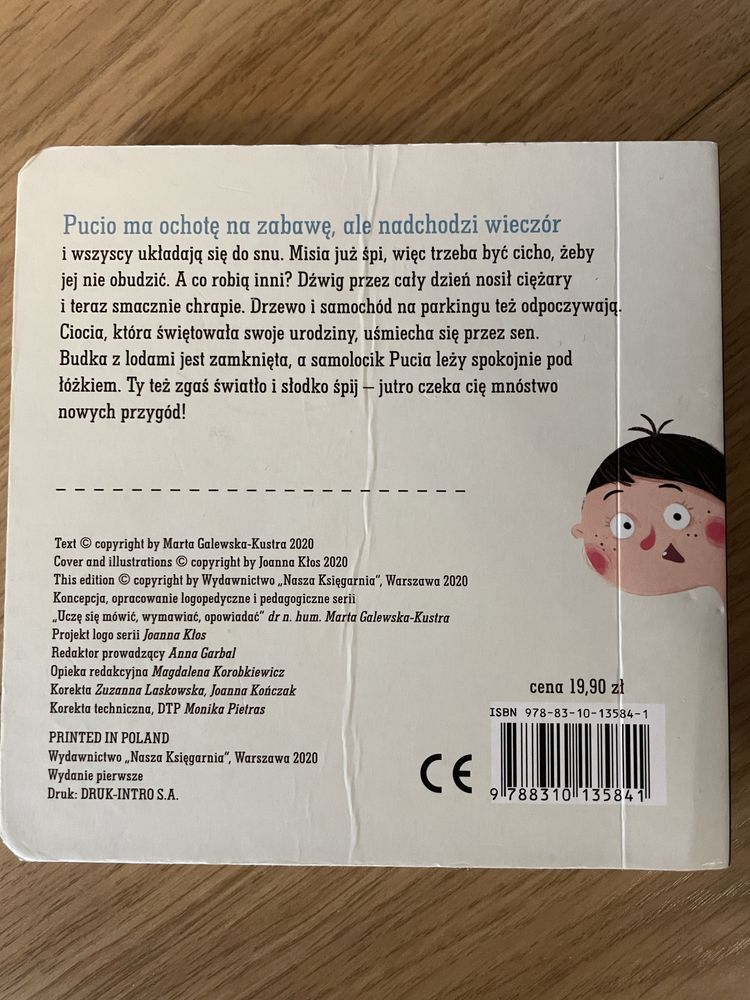 Pucio ma ochotę na zabawę, ale nadchodzi wieczór
i wszyscy układają się do snu. Misia już śpi, więc trzeba być cicho, żeby
jej nie obudzić. A co robią inni? Dźwig przez cały dzień nosił ciężary
i teraz smacznie chrapie. Drzewo i samochód na parkingu też odpoczywają.
Ciocia, która świętowała swoje urodziny, uśmiecha się przez sen.
Budka z lodami jest zamknięta, a samolocik Pucia leży spokojnie pod
łóżkiem. Ty też zgaś światło i słodko śpij – jutro czeka cię mnóstwo
nowych przygód!
Text © copyright by Marta Galewska-Kustra 2020
Cover and illustrations © copyright by Joanna Kłos 2020
This edition © copyright by Wydawnictwo „Nasza Księgarnia”, Warszawa 2020
Koncepcja, opracowanie logopedyczne i pedagogiczne serii
„Uczę się mówić, wymawiać, opowiadać” dr n. hum. Marta Galewska-Kustra
Projekt logo serii Joanna Kłos
Redaktor prowadzący Anna Garbal
Opieka redakcyjna Magdalena Korobkiewicz
Korekta Zuzanna Laskowska, Joanna Kończak
Korekta techniczna, DTP Monika Pietras
PRINTED IN POLAND
Wydawnictwo „Nasza Księgarnia”, Warszawa 2020
Wydanie pierwsze
Druk: DRUK-INTRO S.A.
cena 19,90 zł
ISBN 978-83-10-13584-1
CE
9 788310 135841